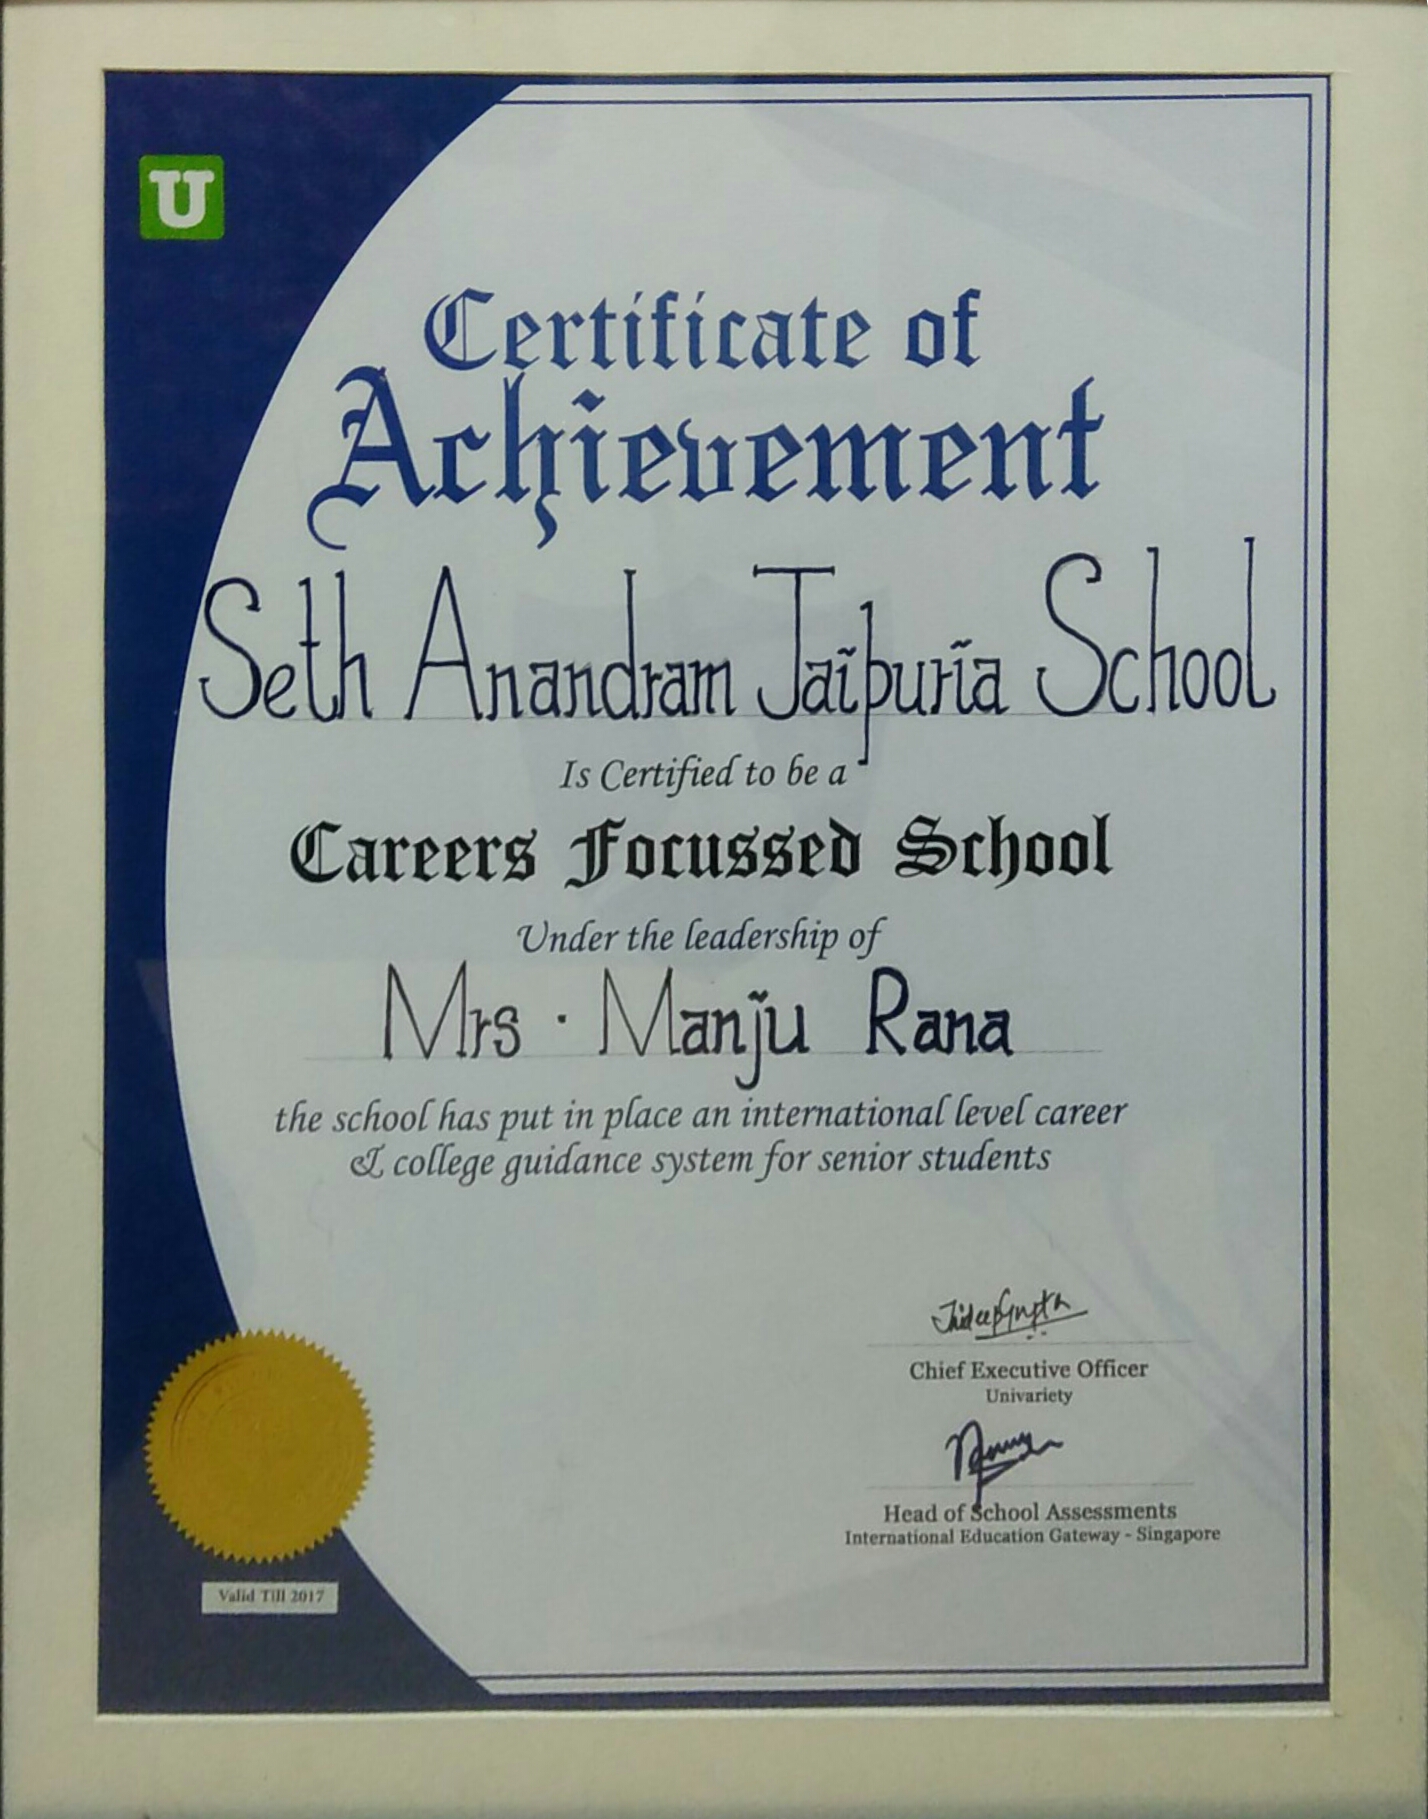 U
Certificate of
Achievement
Seth Anandram Jaipuria School
Is Certified to be a
Careers Focussed School
Under the leadership of
Mrs. Manju Rana
the school has put in place an international level career
& college guidance system for senior students
Chief Executive Officer
Univariety
Head of School Assessments
International Education Gateway - Singapore
Valid Till 2017